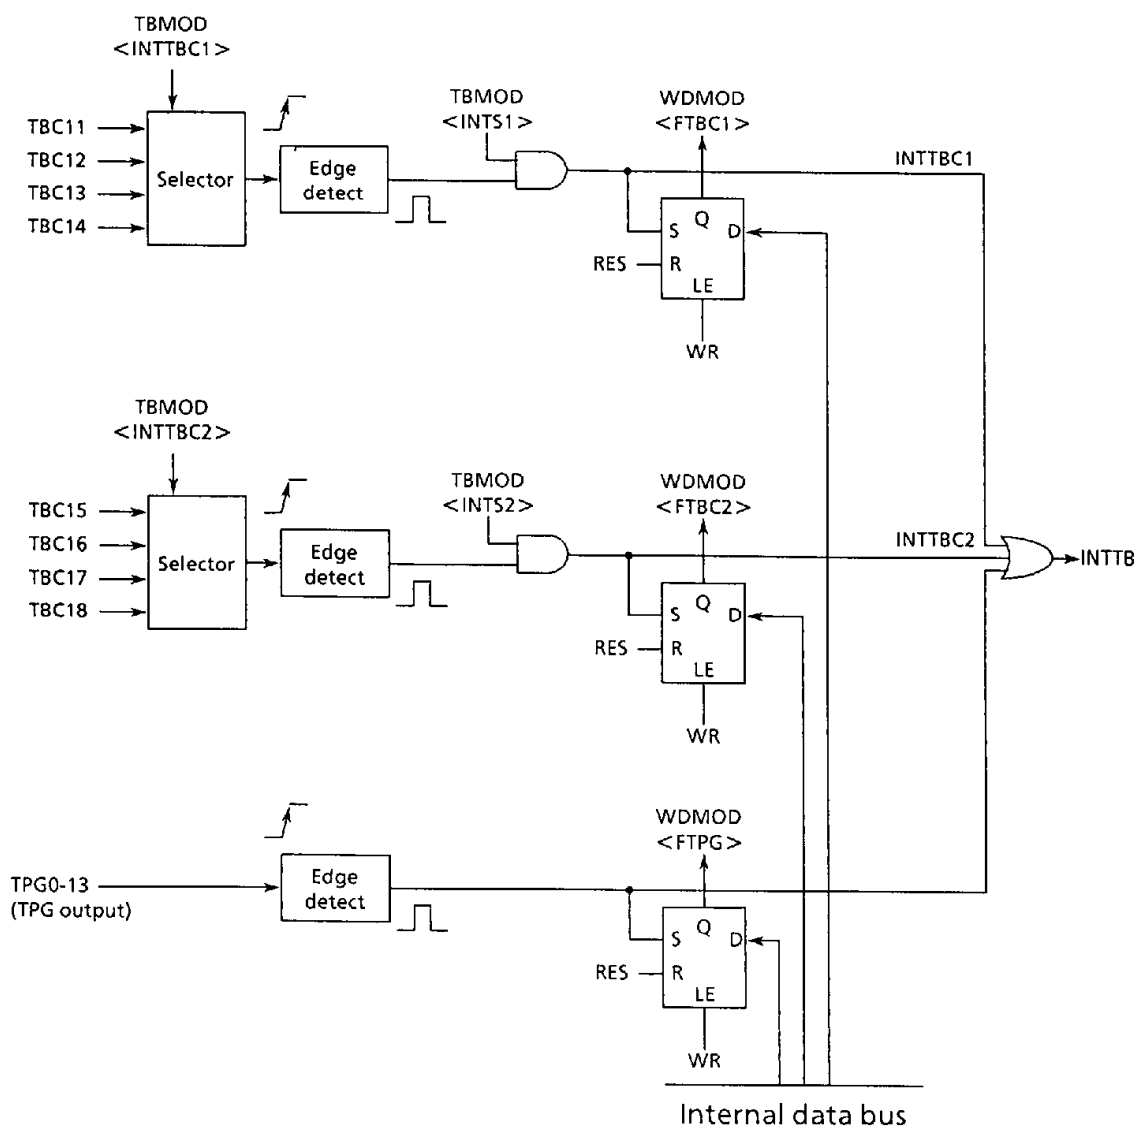 TBMOD
<INTTBC1>
TBC11
TBC12
TBC13
TBC14
Selector
Edge
detect
TBMOD
<INTS1>
WDMOD
<FTBC1>
INTTBC1
Q
S
D
RES
R
LE
WR
TBMOD
<INTTBC2>
TBC15
TBC16
TBC17
TBC18
Selector
Edge
detect
TBMOD
<INTS2>
WDMOD
<FTBC2>
INTTBC2
INTTB
Q
S
D
RES
R
LE
WR
TPG0-13
(TPG output)
Edge
detect
WDMOD
<FTPG>
Q
S
D
RES
R
LE
WR
Internal data bus